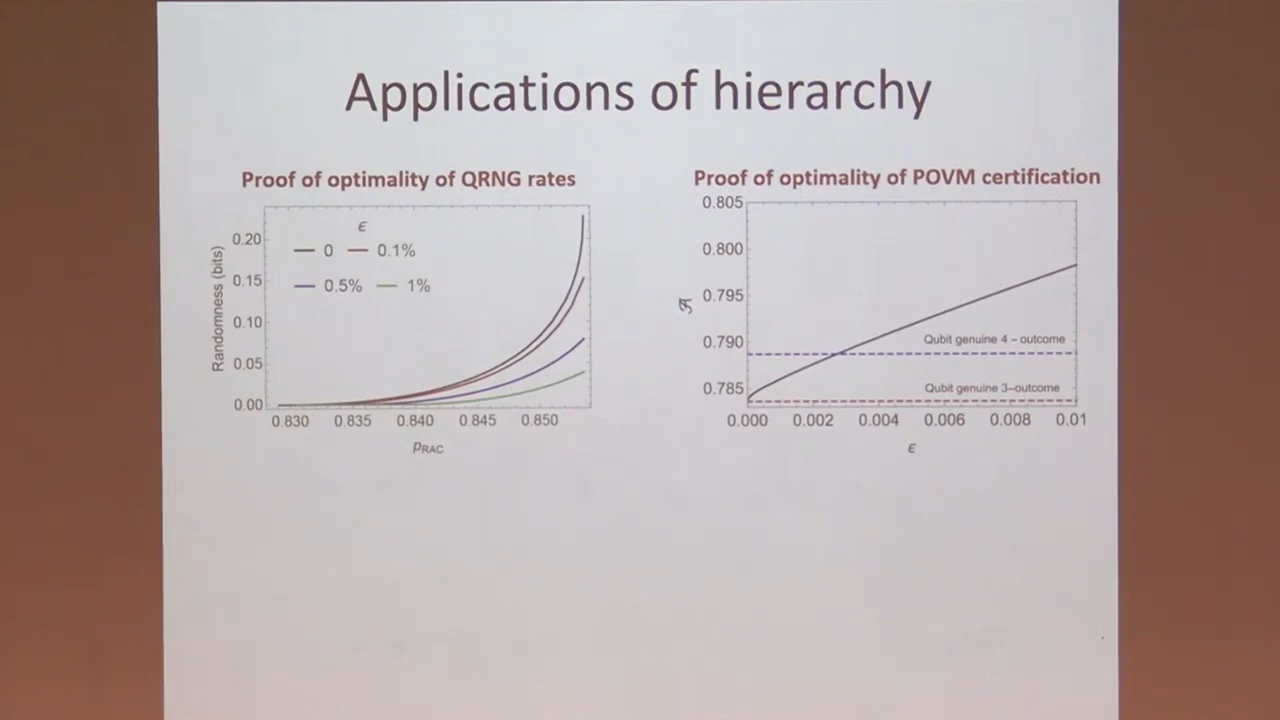 Applications of hierarchy
Proof of optimality of QRNG rates
Randomness (bits)
0.20
0.15
0.10
0.05
0.00
ϵ
0 0.1%
0.5% 1%
0.830 0.835 0.840 0.845 0.850
pRAC
Proof of optimality of POVM certification
0.805
0.800
0.795
0.790
0.785
Qubit genuine 4 – outcome
Qubit genuine 3–outcome
0.000 0.002 0.004 0.006 0.008 0.01
ϵ